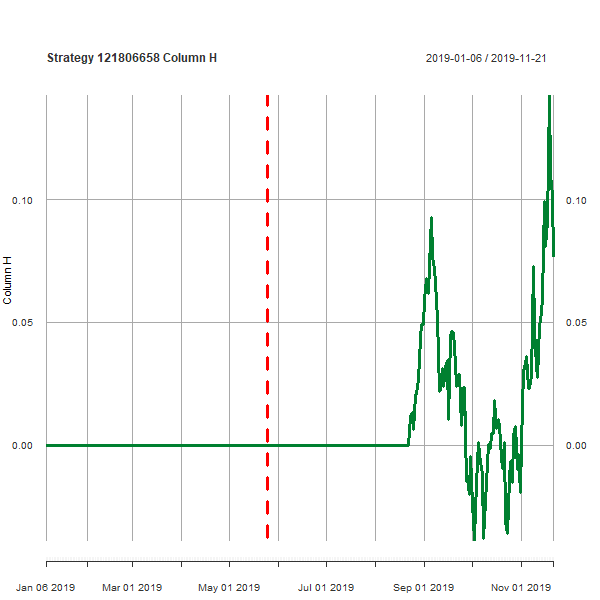 Strategy 121806658 Column H
2019-01-06 / 2019-11-21
Column H
0.10
0.05
0.00
0.10
0.05
0.00
Jan 06 2019
Mar 01 2019
May 01 2019
Jul 01 2019
Sep 01 2019
Nov 01 2019